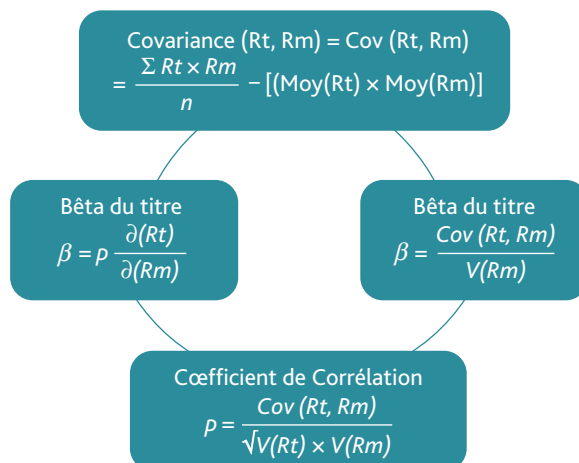 Covariance (Rt, Rm) = Cov (Rt, Rm)
= Σ Rt × Rm / n − [(Moy(Rt) × Moy(Rm)]
Bêta du titre
β = p ∂(Rt) / ∂(Rm)
Bêta du titre
β = Cov (Rt, Rm) / V(Rm)
Cœfficient de Corrélation
p = Cov (Rt, Rm) / √V(Rt) × V(Rm)